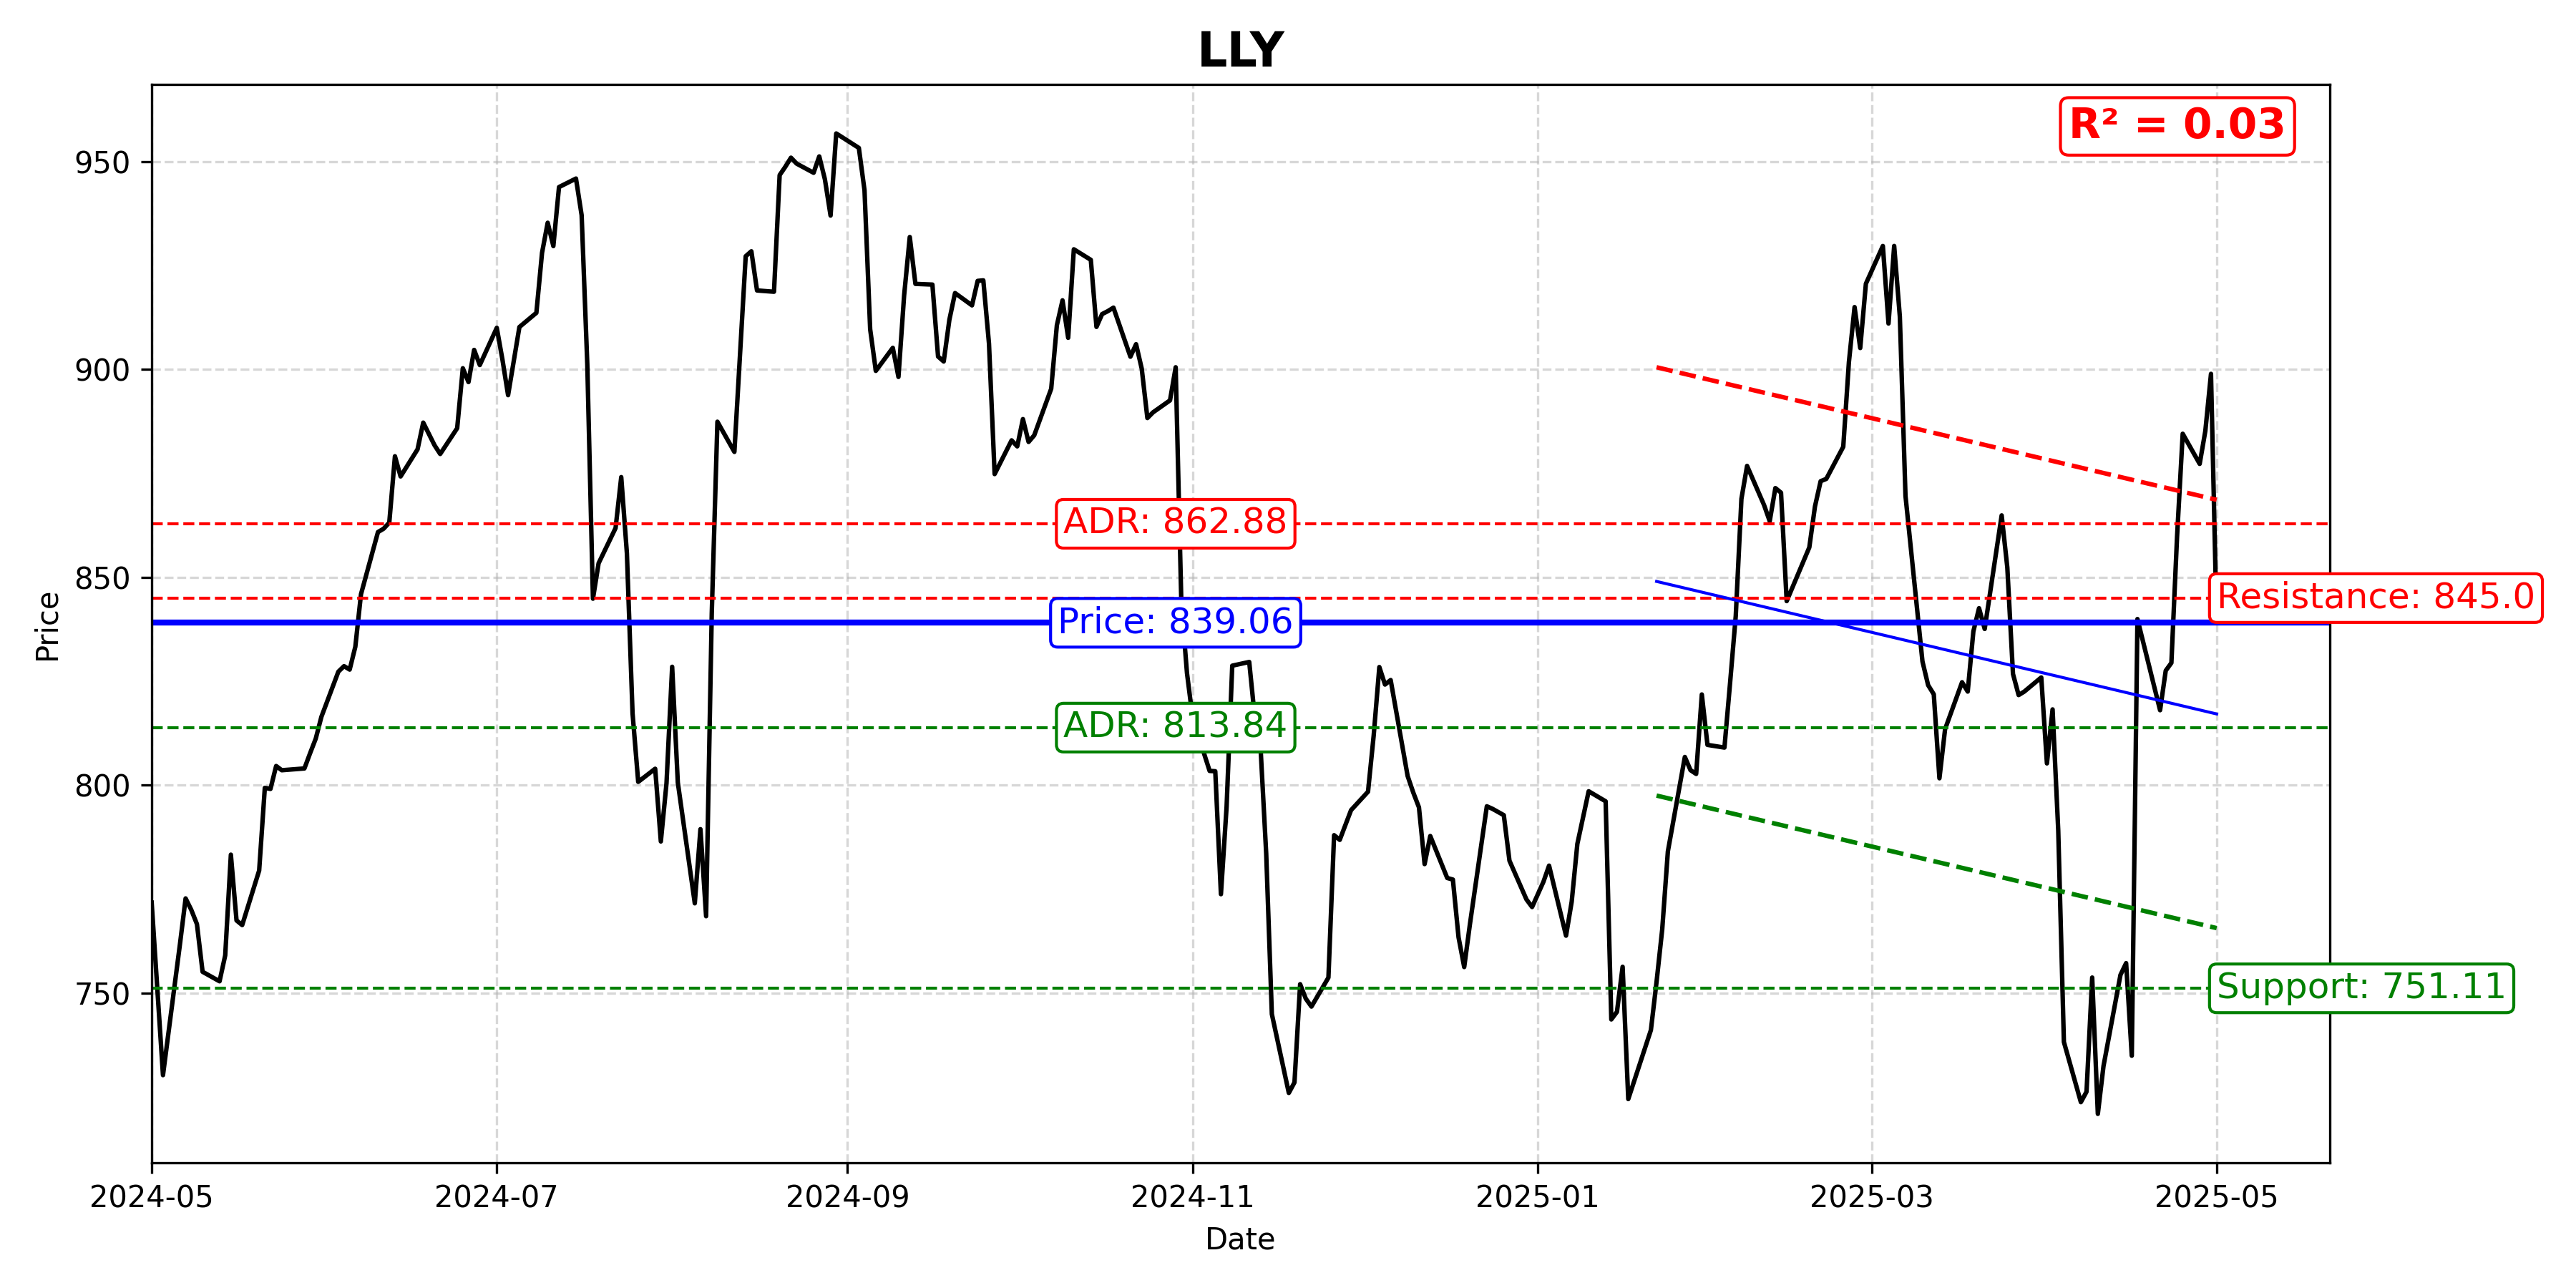 LLY
R² = 0.03
950
900
850
800
750
Price
ADR: 862.88
Resistance: 845.0
Price: 839.06
ADR: 813.84
Support: 751.11
2024-05
2024-07
2024-09
2024-11
2025-01
2025-03
2025-05
Date